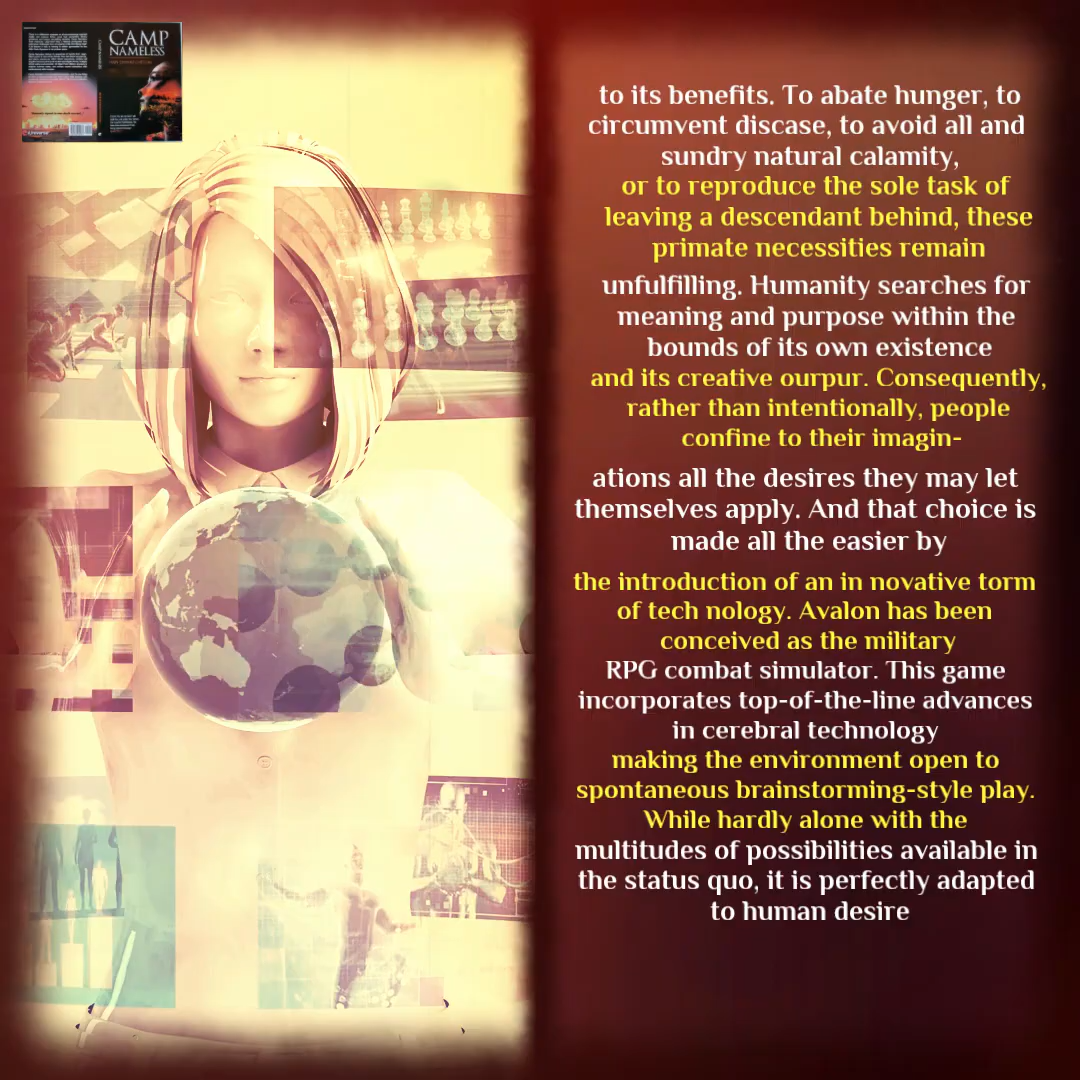 CAMP
NAMELESS
to its benefits. To abate hunger, to
circumvent disease, to avoid all and
sundry natural calamity,
or to reproduce the sole task of
leaving a descendant behind, these
primate necessities remain
unfulfilling. Humanity searches for
meaning and purpose within the
bounds of its own existence
and its creative ourpur. Consequently,
rather than intentionally, people
confine to their imagin-
ations all the desires they may let
themselves apply. And that choice is
made all the easier by
the introduction of an in novative torm
of tech nology. Avalon has been
conceived as the military
RPG combat simulator. This game
incorporates top-of-the-line advances
in cerebral technology
making the environment open to
spontaneous brainstorming-style play.
While hardly alone with the
multitudes of possibilities available in
the status quo, it is perfectly adapted
to human desire